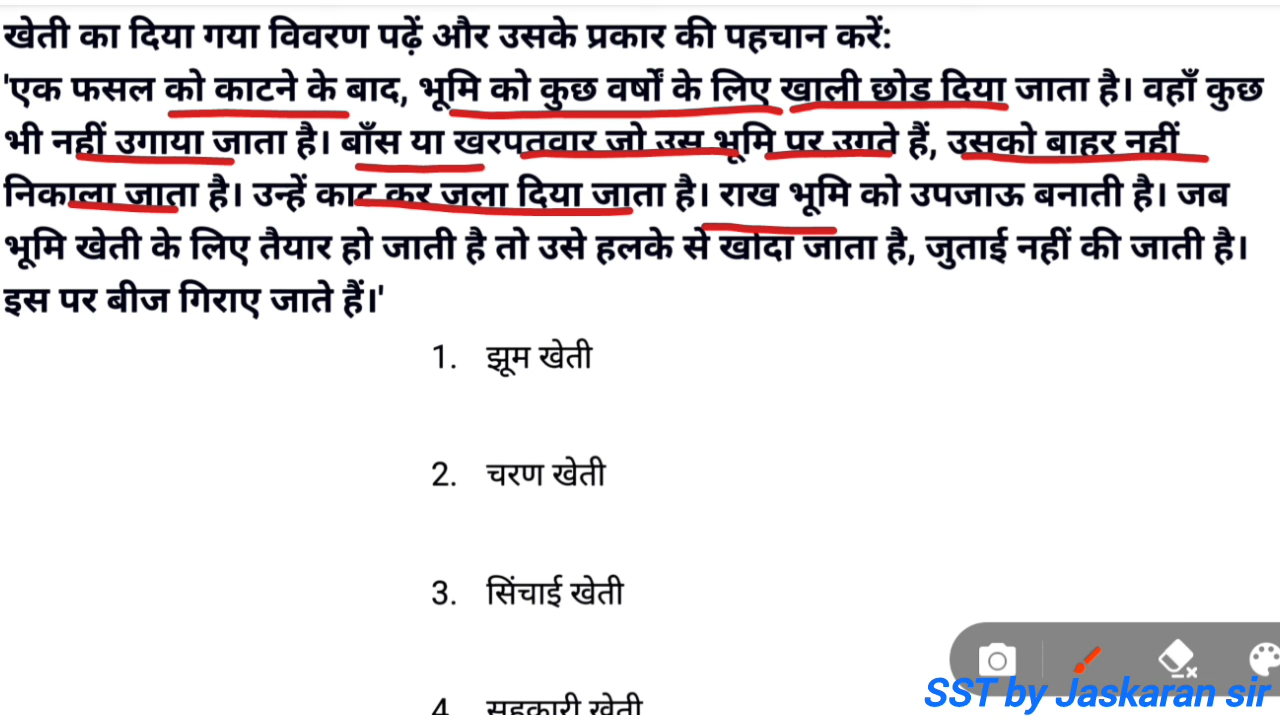 खेती का दिया गया विवरण पढ़ें और उसके प्रकार की पहचान करें:
'एक फसल को काटने के बाद, भूमि को कुछ वर्षों के लिए खाली छोड दिया जाता है। वहाँ कुछ
भी नहीं उगाया जाता है। बाँस या खरपतवार जो उस भूमि पर उगते हैं, उसको बाहर नहीं
निकाला जाता है। उन्हें काट कर जला दिया जाता है। राख भूमि को उपजाऊ बनाती है। जब
भूमि खेती के लिए तैयार हो जाती है तो उसे हलके से खोदा जाता है, जुताई नहीं की जाती है।
इस पर बीज गिराए जाते हैं।'
1. झूम खेती
2. चरण खेती
3. सिंचाई खेती
4. सहकारी खेती
SST by Jaskaran sir